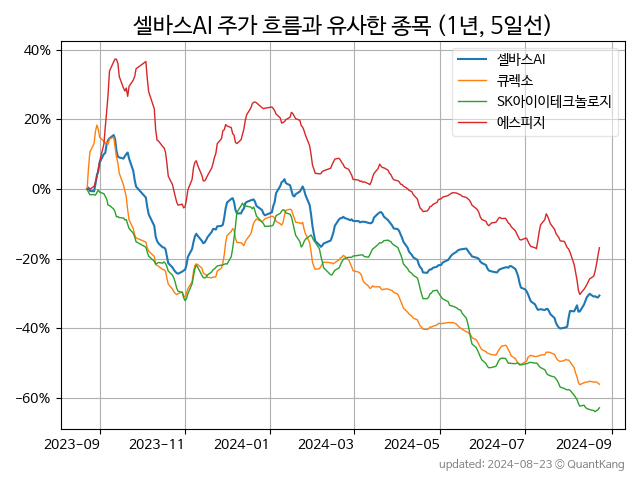 셀바스AI 주가 흐름과 유사한 종목 (1년, 5일선)
셀바스AI
큐렉소
SK아이이테크놀로지
에스피지
40%
20%
0%
−20%
−40%
−60%
2023-09 2023-11 2024-01 2024-03 2024-05 2024-07 2024-09
updated: 2024-08-23 ⓒ QuantKang